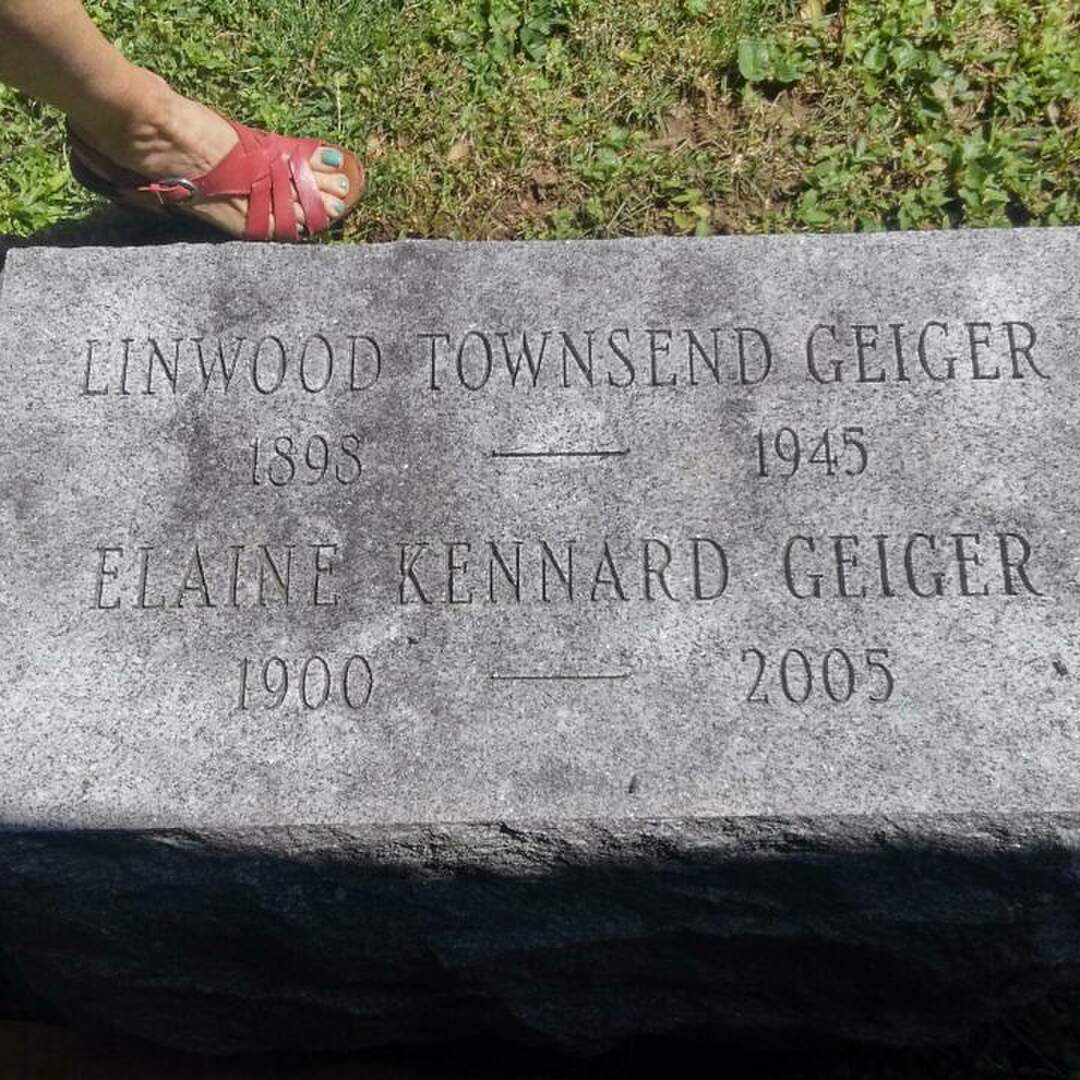 LINWOOD TOWNSEND GEIGER
1898 — 1945
ELAINE KENNARD GEIGER
1900 — 2005